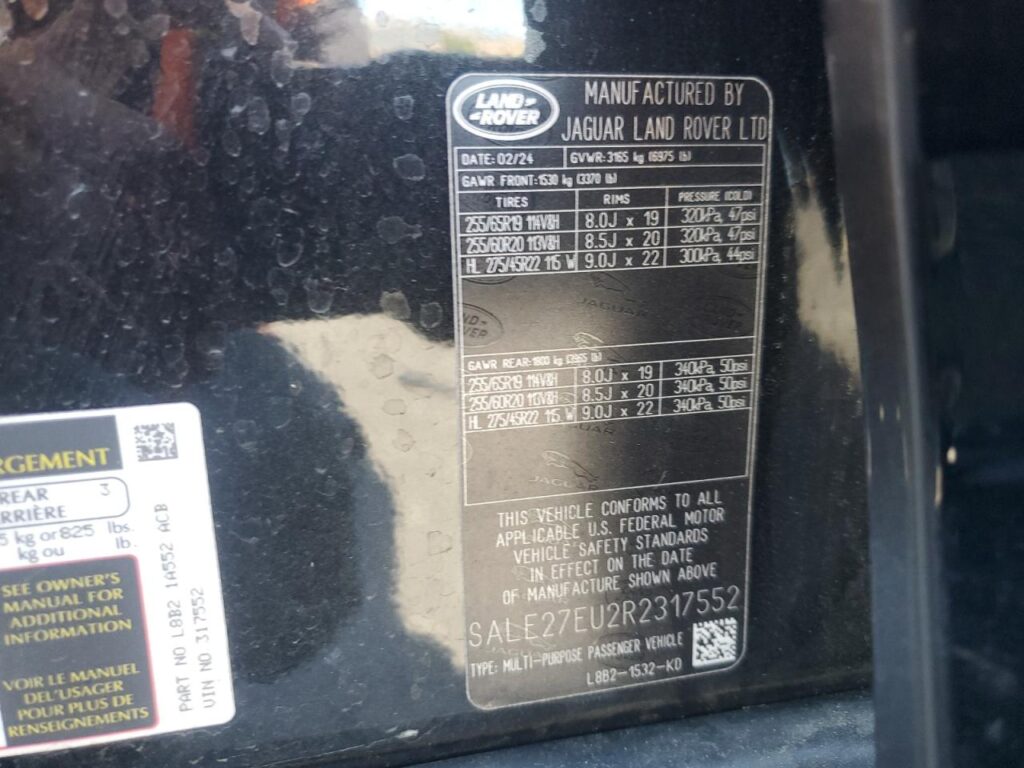 LAND ROVER
MANUFACTURED BY
JAGUAR LAND ROVER LTD
DATE: 02/24 GVWR: 3165 kg (6975 lb)
GAWR FRONT: 1530 kg (3370 lb)
TIRES RIMS PRESSURE (COLD)
255/65R19 114V&H 8.0J x 19 320kPa, 47psi
255/60R20 113V&H 8.5J x 20 320kPa, 47psi
HL 275/45R22 115 W 9.0J x 22 300kPa, 44psi
JAGUAR
GAWR REAR: 1800 kg (3965 lb)
255/65R19 114V&H 8.0J x 19 340kPa, 50psi
255/60R20 113V&H 8.5J x 20 340kPa, 50psi
HL 275/45R22 115 W 9.0J x 22 340kPa, 50psi
JAGUAR
THIS VEHICLE CONFORMS TO ALL
APPLICABLE U.S. FEDERAL MOTOR
VEHICLE SAFETY STANDARDS
IN EFFECT ON THE DATE
OF MANUFACTURE SHOWN ABOVE
SALE27EU2R2317552
TYPE: MULTI-PURPOSE PASSENGER VEHICLE
L8B2-1532-KD
RGEMENT
REAR 3
ERRIÈRE
5 kg or 825 lbs.
kg ou lb.
SEE OWNER'S
MANUAL FOR
ADDITIONAL
INFORMATION
VOIR LE MANUEL
DEL'USAGER
POUR PLUS DE
RENSEIGNEMENTS
PART NO L8B2 1A552 ACB
VIN NO 317552